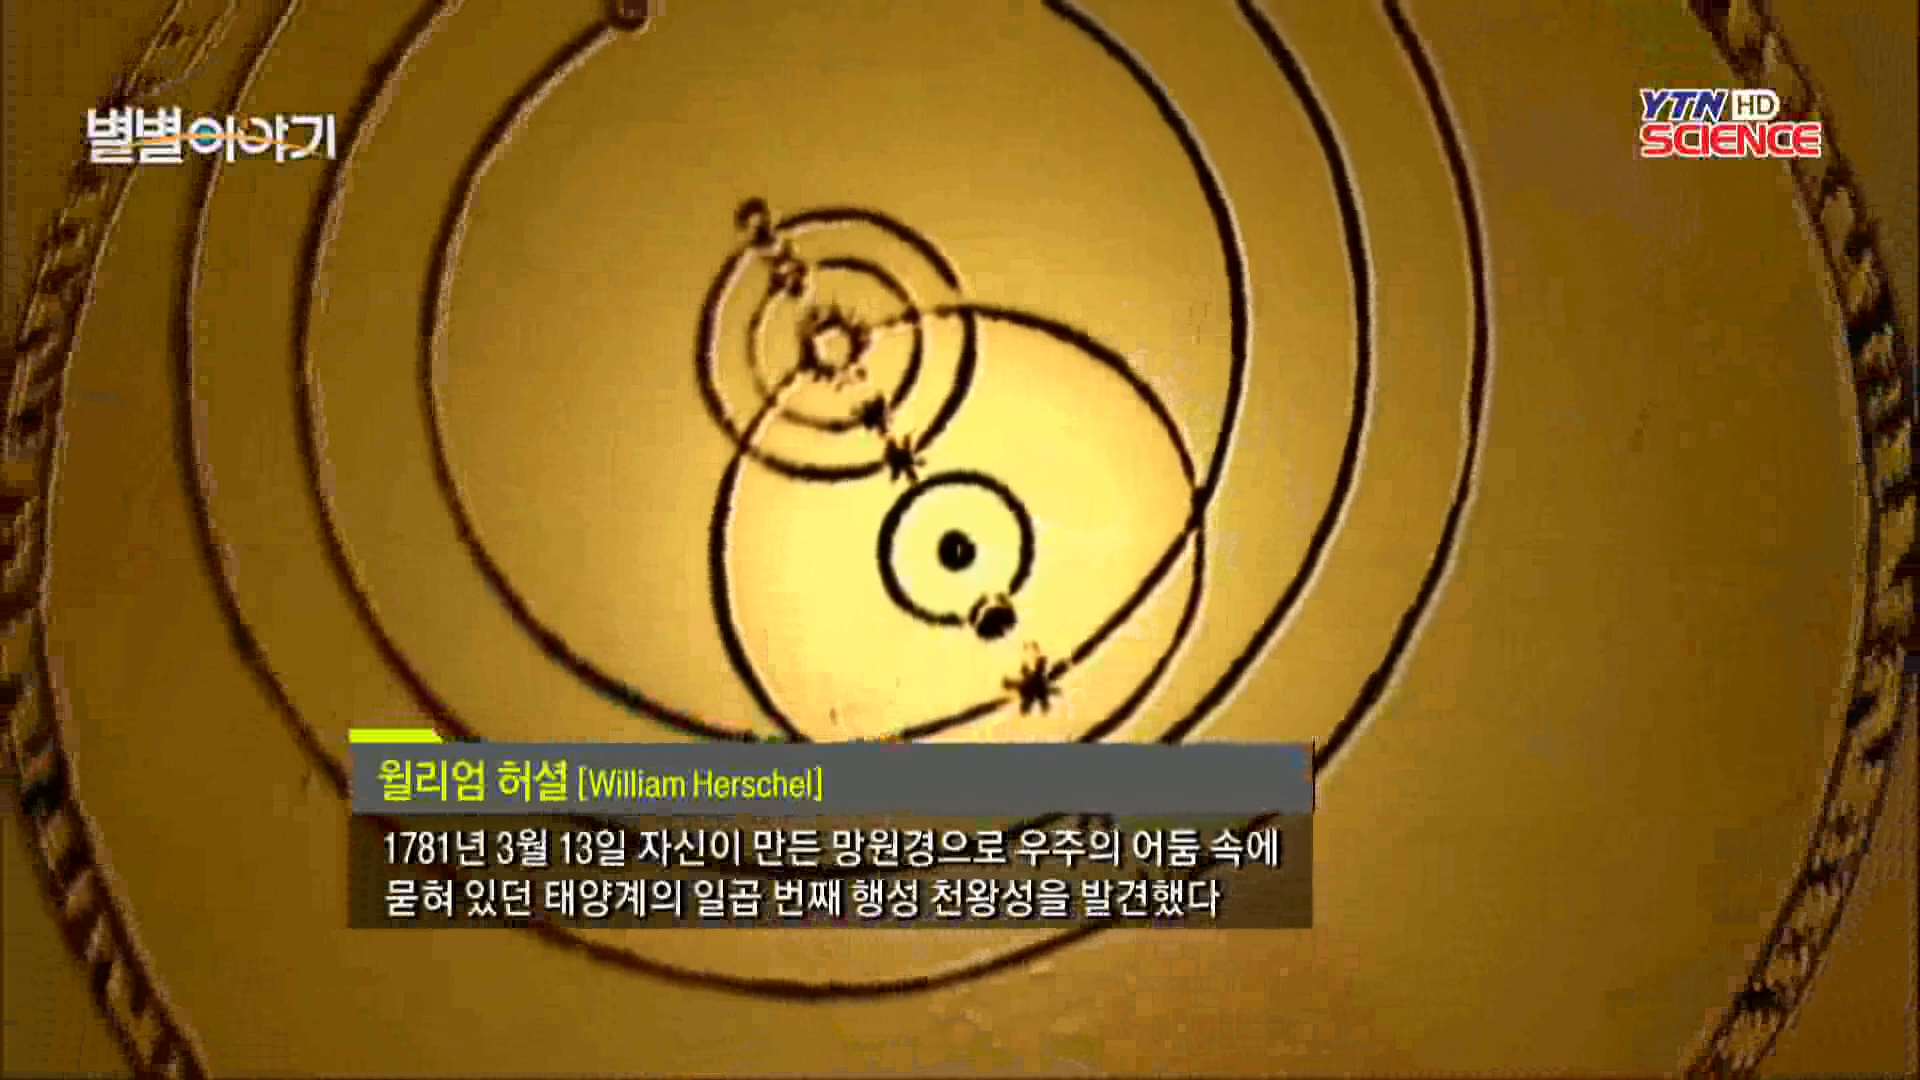 별별이야기
YTN HD
SCIENCE
윌리엄 허셜 [William Herschel]
1781년 3월 13일 자신이 만든 망원경으로 우주의 어둠 속에
묻혀 있던 태양계의 일곱 번째 행성 천왕성을 발견했다